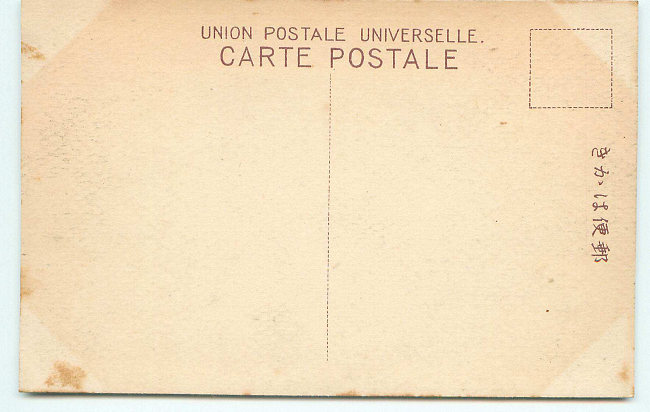 UNION POSTALE UNIVERSELLE.
CARTE POSTALE
きかは便郵